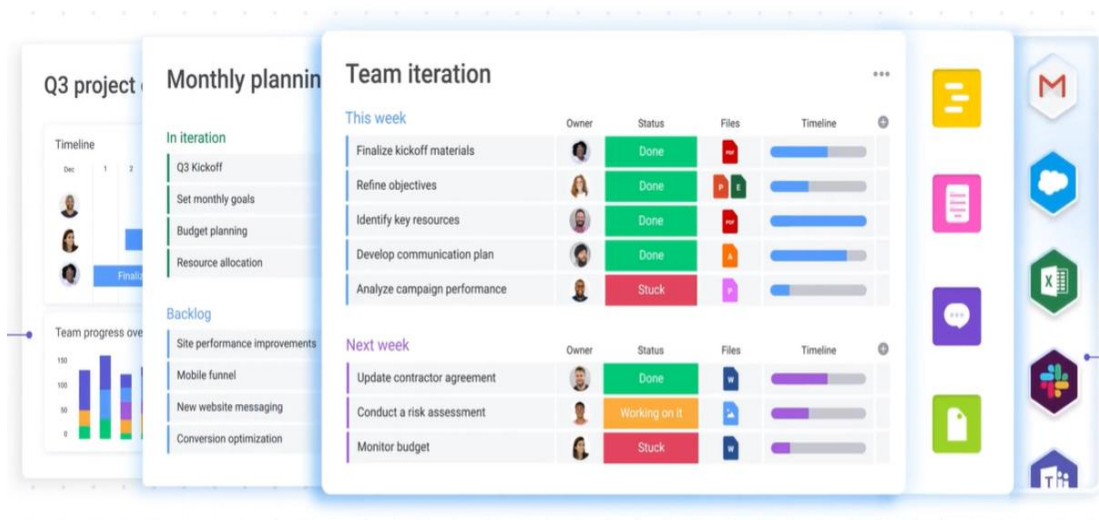 Q3 project
Timeline
Dec 1 2
Finaliz
Team progress ove
150
100
50
0
Monthly plannin
In iteration
Q3 Kickoff
Set monthly goals
Budget planning
Resource allocation
Backlog
Site performance improvements
Mobile funnel
New website messaging
Conversion optimization
Team iteration
This week Owner Status Files Timeline
Finalize kickoff materials Done PDF
Refine objectives Done P E
Identify key resources Done PDF
Develop communication plan Done A
Analyze campaign performance Stuck P
Next week Owner Status Files Timeline
Update contractor agreement Done W
Conduct a risk assessment Working on it
Monitor budget Stuck W
M
X
T